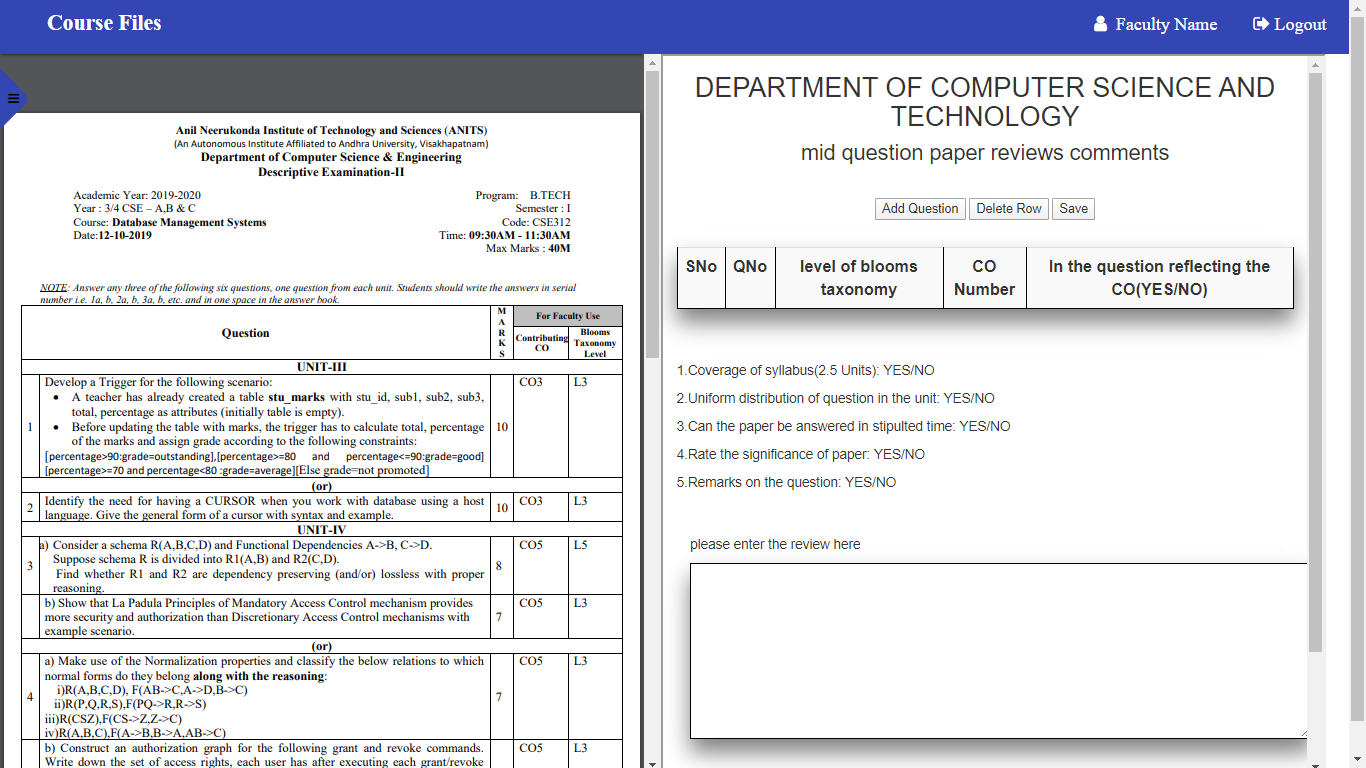 Course Files
Faculty Name
Logout
Anil Neerukonda Institute of Technology and Sciences (ANITS)
(An Autonomous Institute Affiliated to Andhra University, Visakhapatnam)
Department of Computer Science & Engineering
Descriptive Examination-II
Academic Year: 2019-2020 Program: B.TECH
Year : 3/4 CSE – A,B & C Semester : I
Course: Database Management Systems Code: CSE312
Date:12-10-2019 Time: 09:30AM - 11:30AM
Max Marks : 40M
NOTE: Answer any three of the following six questions, one question from each unit. Students should write the answers in serial
number i.e. 1a, b, 2a, b, 3a, b, etc. and in one space in the answer book.
Question
M
A
R
K
S
For Faculty Use
Contributing
CO
Blooms
Taxonomy
Level
UNIT-III
1
Develop a Trigger for the following scenario:
• A teacher has already created a table stu_marks with stu_id, sub1, sub2, sub3,
total, percentage as attributes (initially table is empty).
• Before updating the table with marks, the trigger has to calculate total, percentage
of the marks and assign grade according to the following constraints:
[percentage>90:grade=outstanding],[percentage>=80 and percentage<=90:grade=good]
[percentage>=70 and percentage<80 :grade=average][Else grade=not promoted]
10
CO3
L3
(or)
2
Identify the need for having a CURSOR when you work with database using a host
language. Give the general form of a cursor with syntax and example.
10
CO3
L3
UNIT-IV
3
a) Consider a schema R(A,B,C,D) and Functional Dependencies A->B, C->D.
Suppose schema R is divided into R1(A,B) and R2(C,D).
Find whether R1 and R2 are dependency preserving (and/or) lossless with proper
reasoning.
8
CO5
L5
b) Show that La Padula Principles of Mandatory Access Control mechanism provides
more security and authorization than Discretionary Access Control mechanisms with
example scenario.
7
CO5
L3
(or)
4
a) Make use of the Normalization properties and classify the below relations to which
normal forms do they belong along with the reasoning:
i)R(A,B,C,D), F(AB->C,A->D,B->C)
ii)R(P,Q,R,S),F(PQ->R,R->S)
iii)R(CSZ),F(CS->Z,Z->C)
iv)R(A,B,C),F(A->B,B->A,AB->C)
7
CO5
L3
b) Construct an authorization graph for the following grant and revoke commands.
Write down the set of access rights, each user has after executing each grant/revoke
CO5
L3
DEPARTMENT OF COMPUTER SCIENCE AND
TECHNOLOGY
mid question paper reviews comments
Add Question
Delete Row
Save
SNo
QNo
level of blooms
taxonomy
CO
Number
In the question reflecting the
CO(YES/NO)
1.Coverage of syllabus(2.5 Units): YES/NO
2.Uniform distribution of question in the unit: YES/NO
3.Can the paper be answered in stipulted time: YES/NO
4.Rate the significance of paper: YES/NO
5.Remarks on the question: YES/NO
please enter the review here